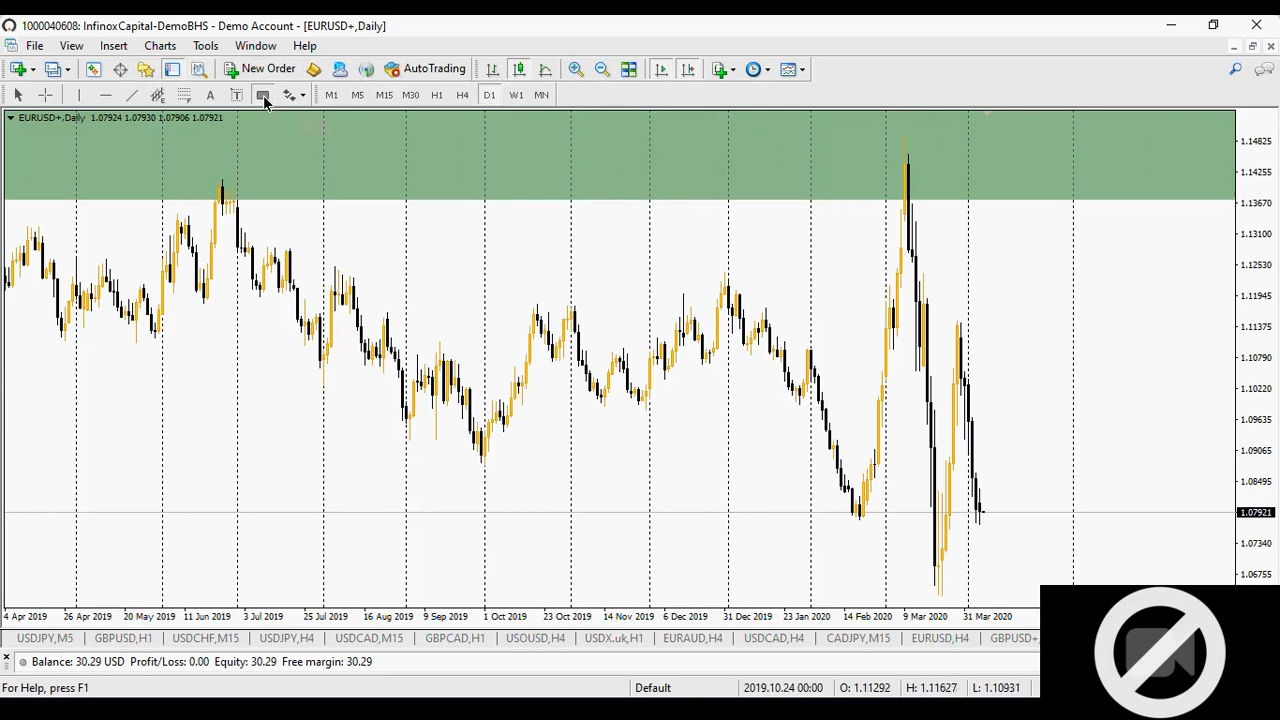 1000040608: InfinoxCapital-DemoBHS - Demo Account - [EURUSD+,Daily]
File View Insert Charts Tools Window Help
New Order AutoTrading
A T M1 M5 M15 M30 H1 H4 D1 W1 MN
EURUSD+,Daily 1.07924 1.07930 1.07906 1.07921
1.14825
1.14255
1.13670
1.13100
1.12530
1.11945
1.11375
1.10790
1.10220
1.09635
1.09065
1.08495
1.07921
1.07340
1.06755
4 Apr 2019 26 Apr 2019 20 May 2019 11 Jun 2019 3 Jul 2019 25 Jul 2019 16 Aug 2019 9 Sep 2019 1 Oct 2019 23 Oct 2019 14 Nov 2019 6 Dec 2019 31 Dec 2019 23 Jan 2020 14 Feb 2020 9 Mar 2020 31 Mar 2020
USDJPY,M5 GBPUSD,H1 USDCHF,M15 USDJPY,H4 USDCAD,M15 GBPCAD,H1 USOUSD,H4 USDX.uk,H1 EURAUD,H4 USDCAD,H4 CADJPY,M15 EURUSD,H4 GBPUSD+,
Balance: 30.29 USD Profit/Loss: 0.00 Equity: 30.29 Free margin: 30.29
For Help, press F1 Default 2019.10.24 00:00 O: 1.11292 H: 1.11627 L: 1.10931